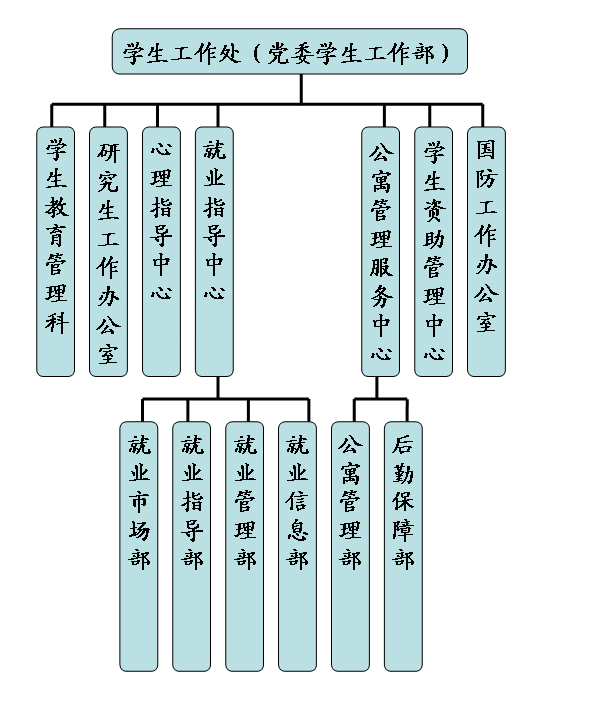 学生工作处（党委学生工作部）
学生教育管理科
研究生工作办公室
心理指导中心
就业指导中心
公寓管理服务中心
学生资助管理中心
国防工作办公室
就业市场部
就业指导部
就业管理部
就业信息部
公寓管理部
后勤保障部